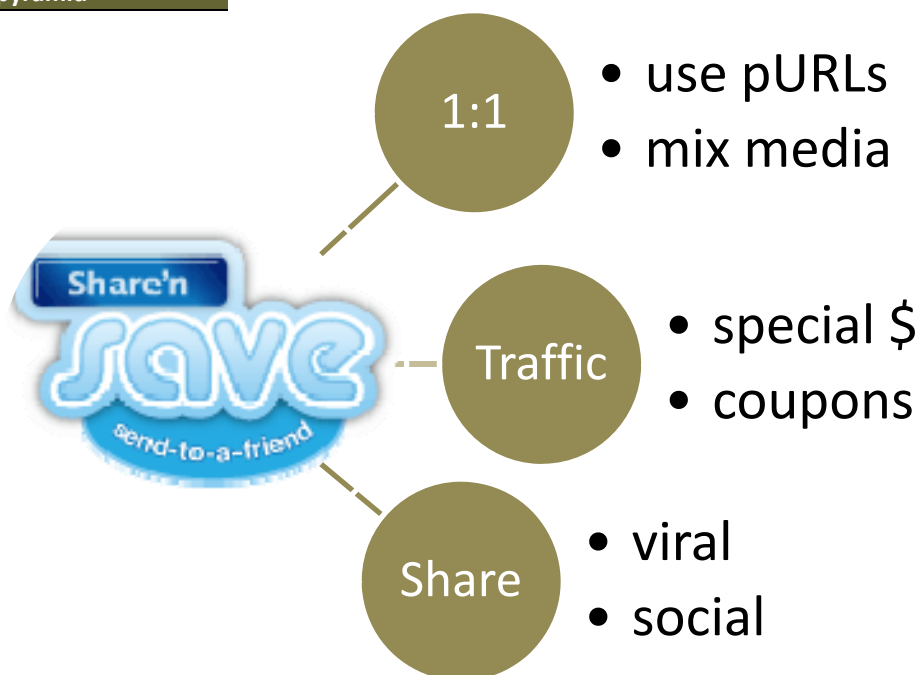 1:1
• use pURLs
• mix media
Share'n
save
send-to-a-friend
Traffic
• special $
• coupons
Share
• viral
• social